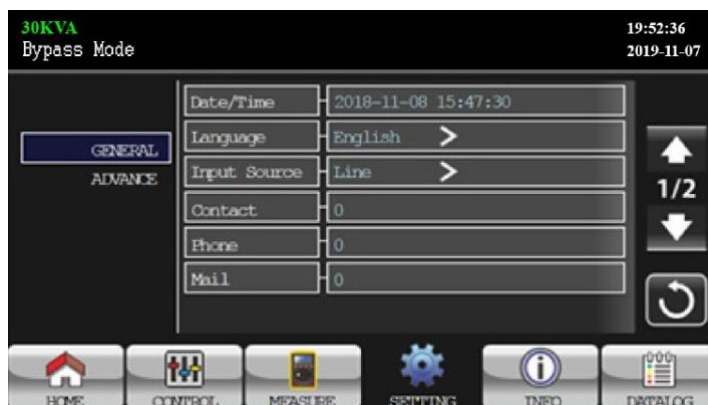 30KVA
19:52:36
Bypass Mode
2019-11-07
Date/Time 2018-11-08 15:47:30
GENERAL
Language English >
ADVANCE
Input Source Line >
1/2
Contact 0
Phone 0
Mail 0
HOME CONTROL MEASURE SETTING INFO DATALOG